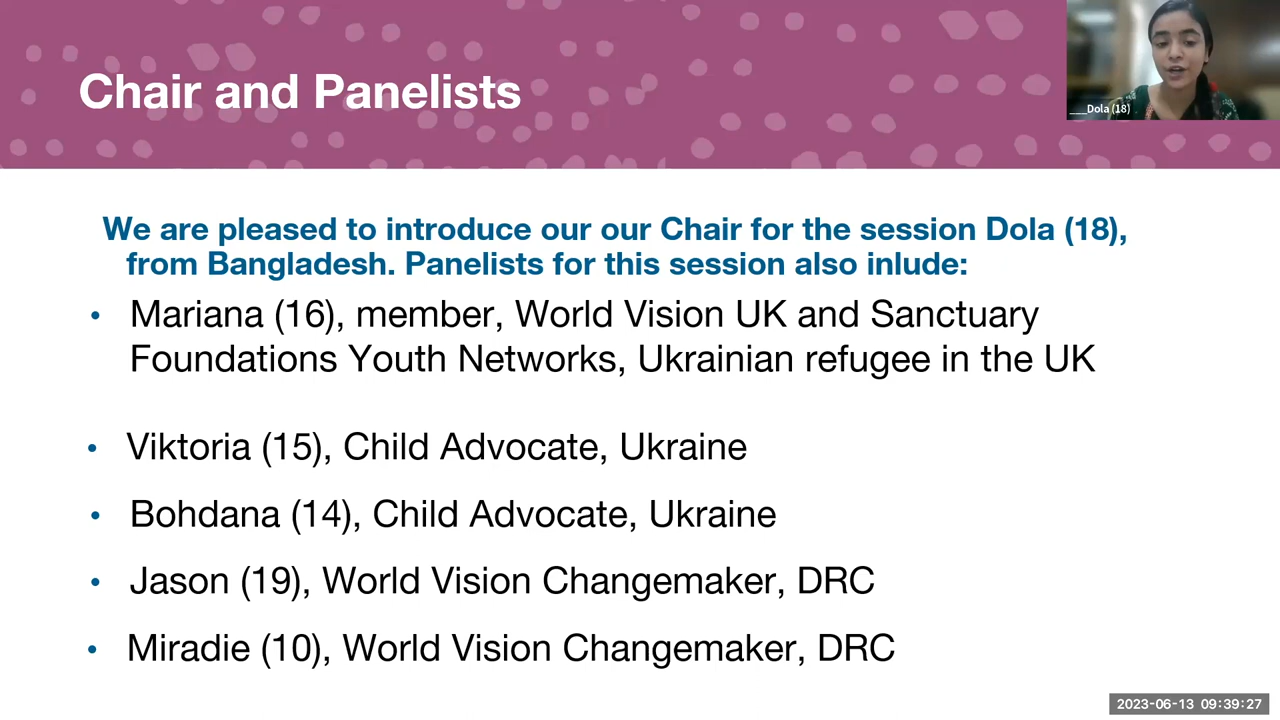 Chair and Panelists
___Dola (18)
We are pleased to introduce our our Chair for the session Dola (18),
from Bangladesh. Panelists for this session also inlude:
• Mariana (16), member, World Vision UK and Sanctuary
Foundations Youth Networks, Ukrainian refugee in the UK
• Viktoria (15), Child Advocate, Ukraine
• Bohdana (14), Child Advocate, Ukraine
• Jason (19), World Vision Changemaker, DRC
• Miradie (10), World Vision Changemaker, DRC
2023-06-13 09:39:27